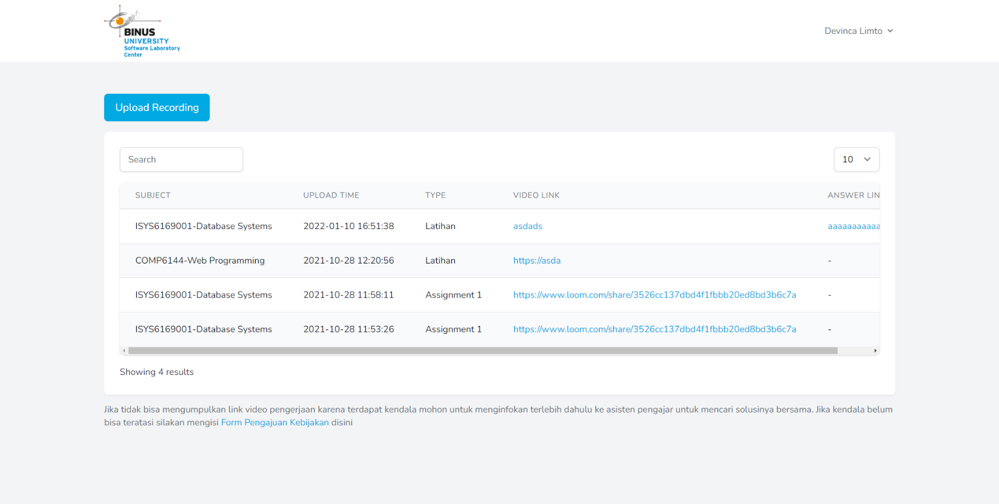 BINUS
UNIVERSITY
Software Laboratory
Center
Devinca Limto
Upload Recording
Search
10
SUBJECT UPLOAD TIME TYPE VIDEO LINK ANSWER LIN
ISYS6169001-Database Systems 2022-01-10 16:51:38 Latihan asdads aaaaaaaaaaa
COMP6144-Web Programming 2021-10-28 12:20:56 Latihan https://asda -
ISYS6169001-Database Systems 2021-10-28 11:58:11 Assignment 1 https://www.loom.com/share/3526cc137dbd4f1fbbb20ed8bd3b6c7a -
ISYS6169001-Database Systems 2021-10-28 11:53:26 Assignment 1 https://www.loom.com/share/3526cc137dbd4f1fbbb20ed8bd3b6c7a -
Showing 4 results
Jika tidak bisa mengumpulkan link video pengerjaan karena terdapat kendala mohon untuk menginfokan terlebih dahulu ke asisten pengajar untuk mencari solusinya bersama. Jika kendala belum
bisa teratasi silakan mengisi Form Pengajuan Kebijakan disini